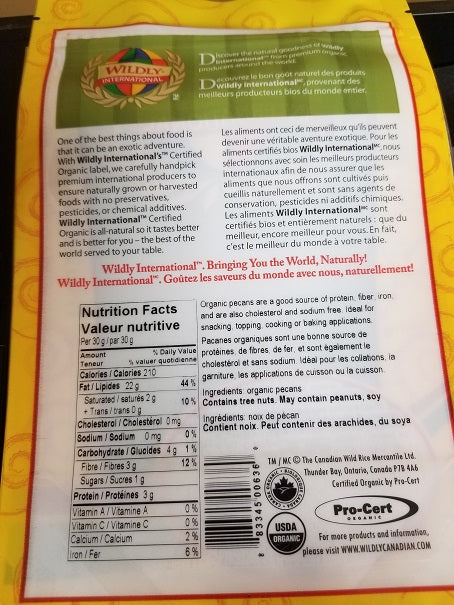 WILDLY
INTERNATIONAL
TM
Discover the natural goodness of Wildly
International™ from premium organic
producers around the world.
Découvrez le bon goût naturel des produits
Wildly International™ᶜ, provenant des
meilleurs producteurs bios du monde entier.
One of the best things about food is
that it can be an exotic adventure.
With Wildly International's™ Certified
Organic label, we carefully handpick
premium international producers to
ensure naturally grown or harvested
foods with no preservatives,
pesticides, or chemical additives.
Wildly International™ Certified
Organic is all-natural so it tastes better
and is better for you – the best of the
world served to your table.
Les aliments ont ceci de merveilleux qu'ils peuvent
devenir une véritable aventure exotique. Pour les
aliments certifiés bios Wildly Internationalᴹᶜ, nous
sélectionnons avec soin les meilleurs producteurs
internationaux afin de nous assurer que les
aliments que nous offrons sont cultivés puis
cueillis naturellement et sont sans agents de
conservation, pesticides ni additifs chimiques.
Les aliments Wildly Internationalᴹᶜ sont
certifiés bios et entièrement naturels : que du
meilleur, encore meilleur pour vous. En fait,
c'est le meilleur du monde à votre table.
Wildly International™. Bringing You the World, Naturally!
Wildly Internationalᴹᶜ. Goûtez les saveurs du monde avec nous, naturellement!
Nutrition Facts
Valeur nutritive
Per 30 g / par 30 g
Amount % Daily Value
Teneur % valeur quotidienne
Calories / Calories 210
Fat / Lipides 22 g 44 %
Saturated / saturés 2 g 10 %
+ Trans / trans 0 g
Cholesterol / Cholestérol 0 mg
Sodium / Sodium 0 mg 0 %
Carbohydrate / Glucides 4 g 1 %
Fibre / Fibres 3 g 12 %
Sugars / Sucres 1 g
Protein / Protéines 3 g
Vitamin A / Vitamine A 0 %
Vitamin C / Vitamine C 0 %
Calcium / Calcium 2 %
Iron / Fer 6 %
Organic pecans are a good source of protein, fiber, iron,
and are also cholesterol and sodium free. Ideal for
snacking, topping, cooking or baking applications.
Pacanes organiques sont une bonne source de
protéines, de fibres, de fer, et sont également le
cholestérol et sans sodium. Idéal pour les collations, la
garniture, les applications de cuisson ou la cuisson.
Ingredients: organic pecans
Contains tree nuts. May contain peanuts, soy
Ingrédients: noix de pécan
Contient noix. Peut contenir des arachides, du soya
8 83345 00636
TM / MC © The Canadian Wild Rice Mercantile Ltd.
Thunder Bay, Ontario, Canada P7B 4A6
Certified Organic by Pro-Cert
Pro-Cert
ORGANIC
USDA
ORGANIC
For more products and information,
please visit WWW.WILDLYCANADIAN.COM